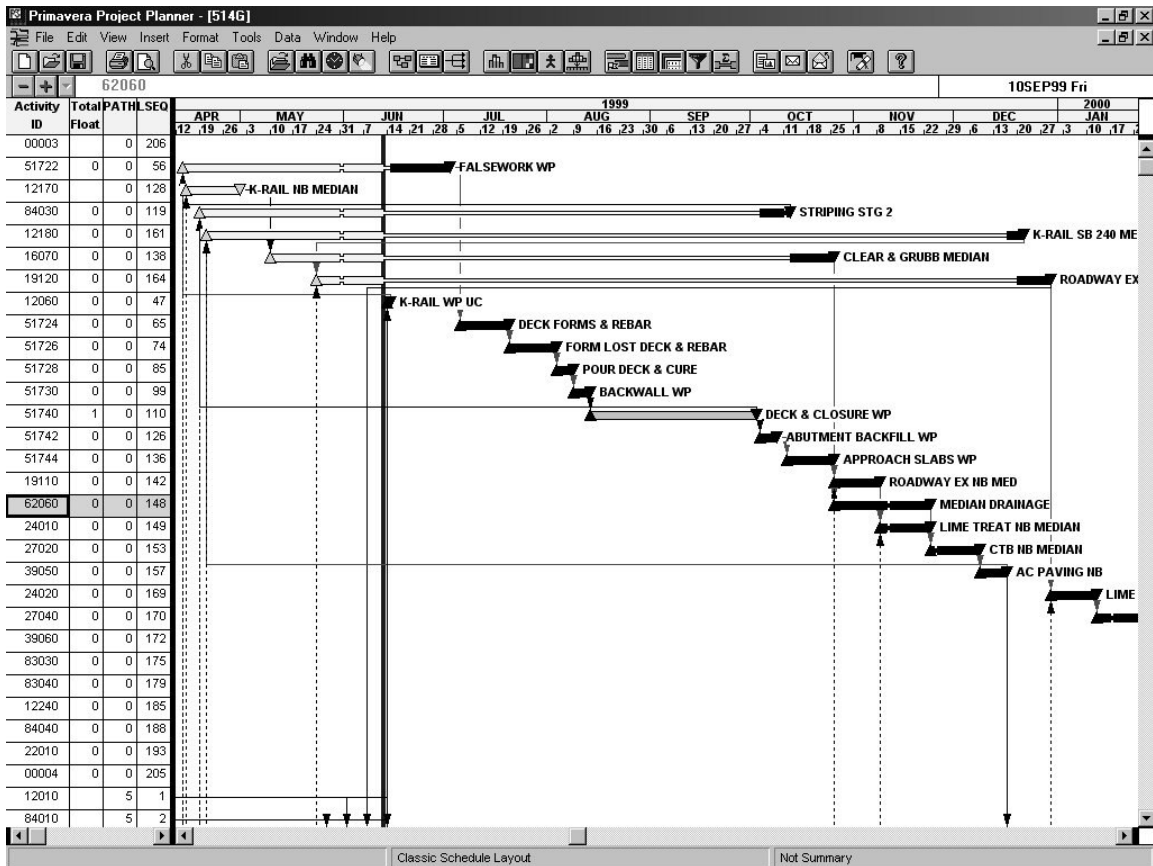 Primavera Project Planner - [514G]
File Edit View Insert Format Tools Data Window Help
62060 10SEP99 Fri
Activity Total PATH LSEQ 1999 2000
ID Float APR MAY JUN JUL AUG SEP OCT NOV DEC JAN
12 19 26 3 10 17 24 31 7 14 21 28 5 12 19 26 2 9 16 23 30 6 13 20 27 4 11 18 25 1 8 15 22 29 6 13 20 27 3 10 17
00003 0 206
51722 0 0 56 FALSEWORK WP
12170 0 128 K-RAIL NB MEDIAN
84030 0 0 119 STRIPING STG 2
12180 0 0 161 K-RAIL SB 240 ME
16070 0 0 138 CLEAR & GRUBB MEDIAN
19120 0 0 164 ROADWAY EX
12060 0 0 47 K-RAIL WP UC
51724 0 0 65 DECK FORMS & REBAR
51726 0 0 74 FORM LOST DECK & REBAR
51728 0 0 85 POUR DECK & CURE
51730 0 0 99 BACKWALL WP
51740 1 0 110 DECK & CLOSURE WP
51742 0 0 126 ABUTMENT BACKFILL WP
51744 0 0 136 APPROACH SLABS WP
19110 0 0 142 ROADWAY EX NB MED
62060 0 0 148 MEDIAN DRAINAGE
24010 0 0 149 LIME TREAT NB MEDIAN
27020 0 0 153 CTB NB MEDIAN
39050 0 0 157 AC PAVING NB
24020 0 0 169 LIME
27040 0 0 170
39060 0 0 172
83030 0 0 175
83040 0 0 179
12240 0 0 185
84040 0 0 188
22010 0 0 193
00004 0 0 205
12010 5 1
84010 5 2
Classic Schedule Layout Not Summary